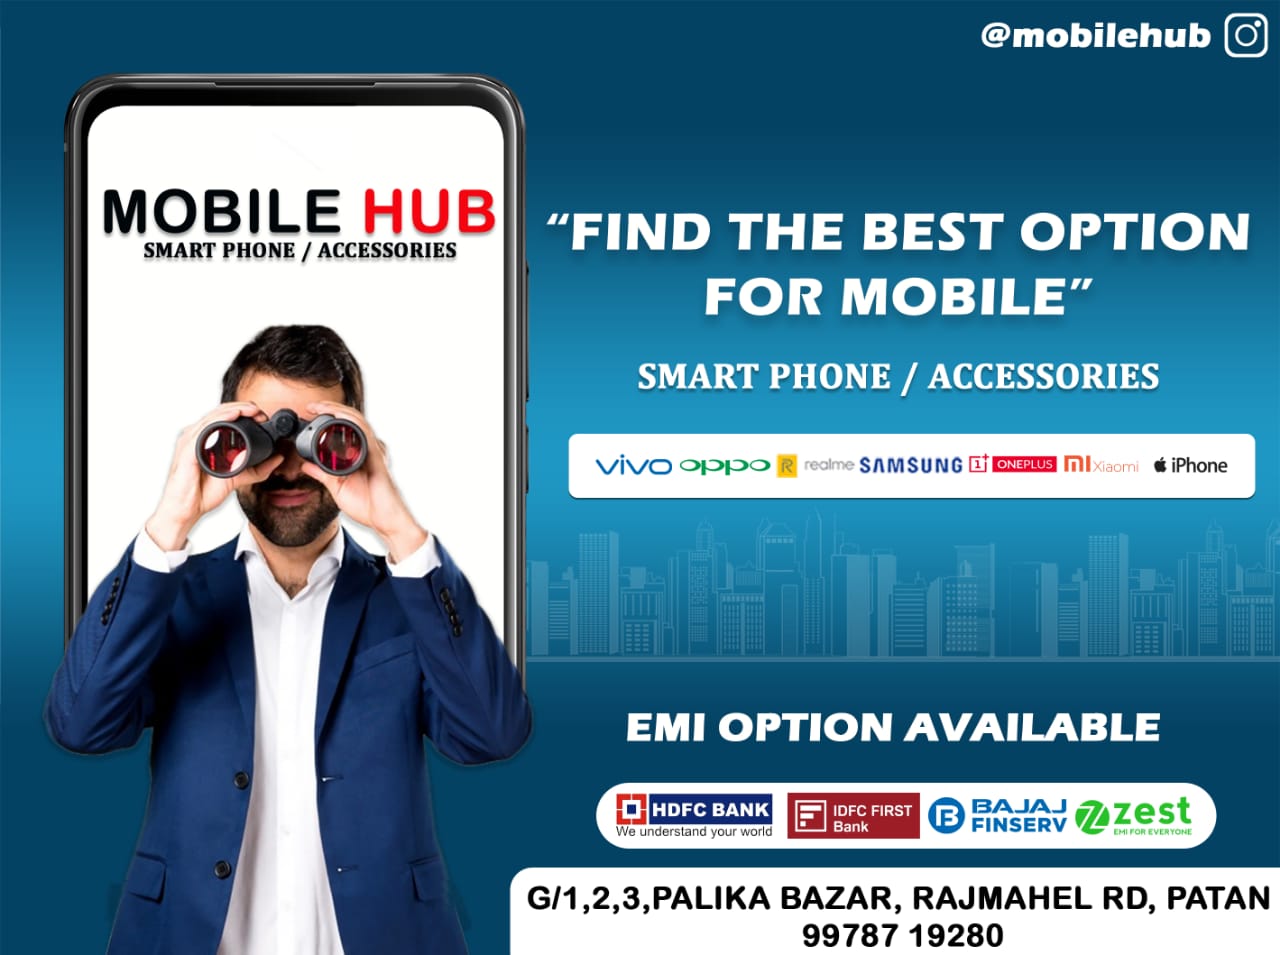 @mobilehub
MOBILE HUB
SMART PHONE / ACCESSORIES
“FIND THE BEST OPTION
FOR MOBILE”
SMART PHONE / ACCESSORIES
vivo oppo R realme SAMSUNG 1+ ONEPLUS mi Xiaomi iPhone
EMI OPTION AVAILABLE
HDFC BANK
We understand your world
IDFC FIRST
Bank
B BAJAJ
FINSERV
zest
EMI FOR EVERYONE
G/1,2,3,PALIKA BAZAR, RAJMAHEL RD, PATAN
99787 19280